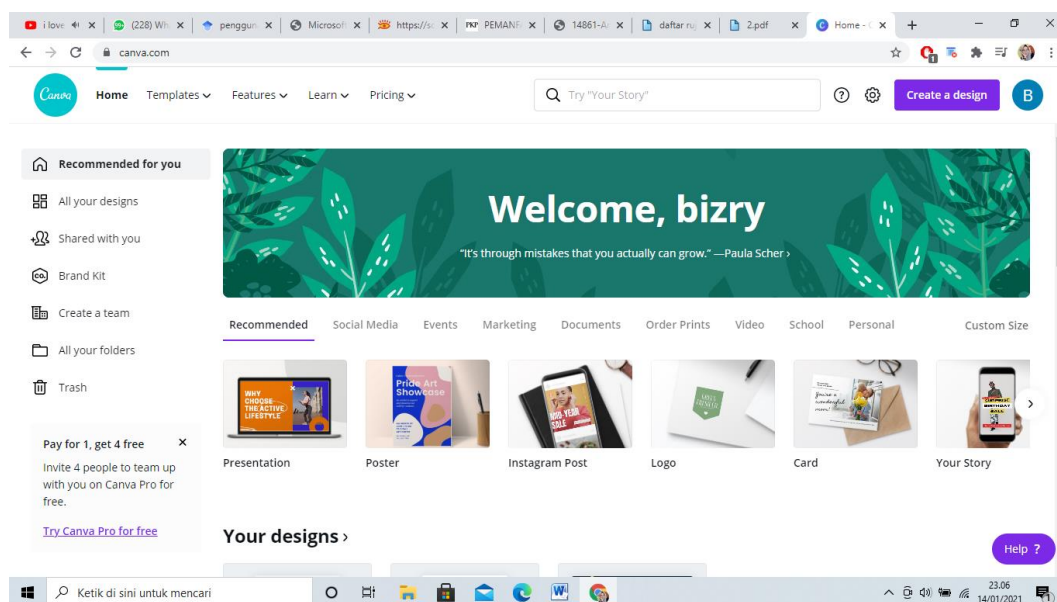 i love
(228) Wh
penggun
Microsof
https://sc
PKP PEMANF
14861-Ar
daftar ruj
2.pdf
Home - C
canva.com
Canva
Home
Templates
Features
Learn
Pricing
Try "Your Story"
Create a design
B
Recommended for you
All your designs
Shared with you
Brand Kit
Create a team
All your folders
Trash
Pay for 1, get 4 free
Invite 4 people to team up
with you on Canva Pro for
free.
Try Canva Pro for free
Welcome, bizry
"It's through mistakes that you actually can grow." —Paula Scher ›
Recommended
Social Media
Events
Marketing
Documents
Order Prints
Video
School
Personal
Custom Size
WHY
CHOOSE
THE ACTIVE
LIFESTYLE
Pride Art
Showcase
MID-YEAR
SALE
Presentation
Poster
Instagram Post
Logo
Card
Your Story
Your designs ›
Help ?
Ketik di sini untuk mencari
23.06
14/01/2021